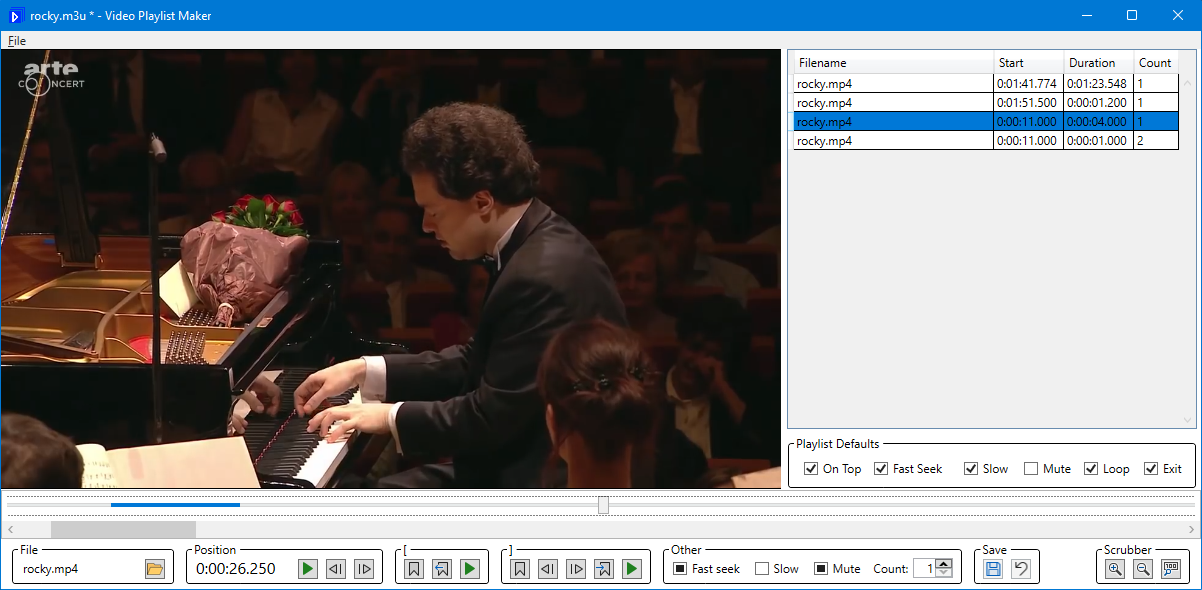 rocky.m3u * - Video Playlist Maker
File
arte
CONCERT
Filename Start Duration Count
rocky.mp4 0:01:41.774 0:01:23.548 1
rocky.mp4 0:01:51.500 0:00:01.200 1
rocky.mp4 0:00:11.000 0:00:04.000 1
rocky.mp4 0:00:11.000 0:00:01.000 2
Playlist Defaults
On Top Fast Seek Slow Mute Loop Exit
File Position [ ] Other Save Scrubber
rocky.mp4 0:00:26.250 Fast seek Slow Mute Count: 1 100